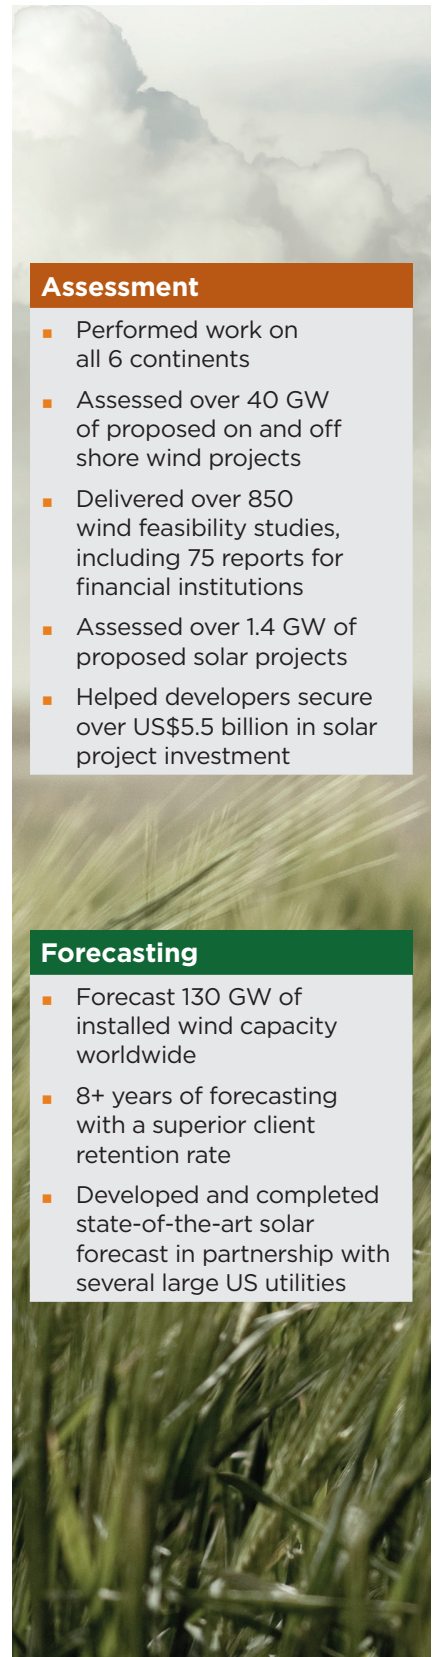 Assessment
▪ Performed work on
all 6 continents
▪ Assessed over 40 GW
of proposed on and off
shore wind projects
▪ Delivered over 850
wind feasibility studies,
including 75 reports for
financial institutions
▪ Assessed over 1.4 GW of
proposed solar projects
▪ Helped developers secure
over US$5.5 billion in solar
project investment
Forecasting
▪ Forecast 130 GW of
installed wind capacity
worldwide
▪ 8+ years of forecasting
with a superior client
retention rate
▪ Developed and completed
state-of-the-art solar
forecast in partnership with
several large US utilities